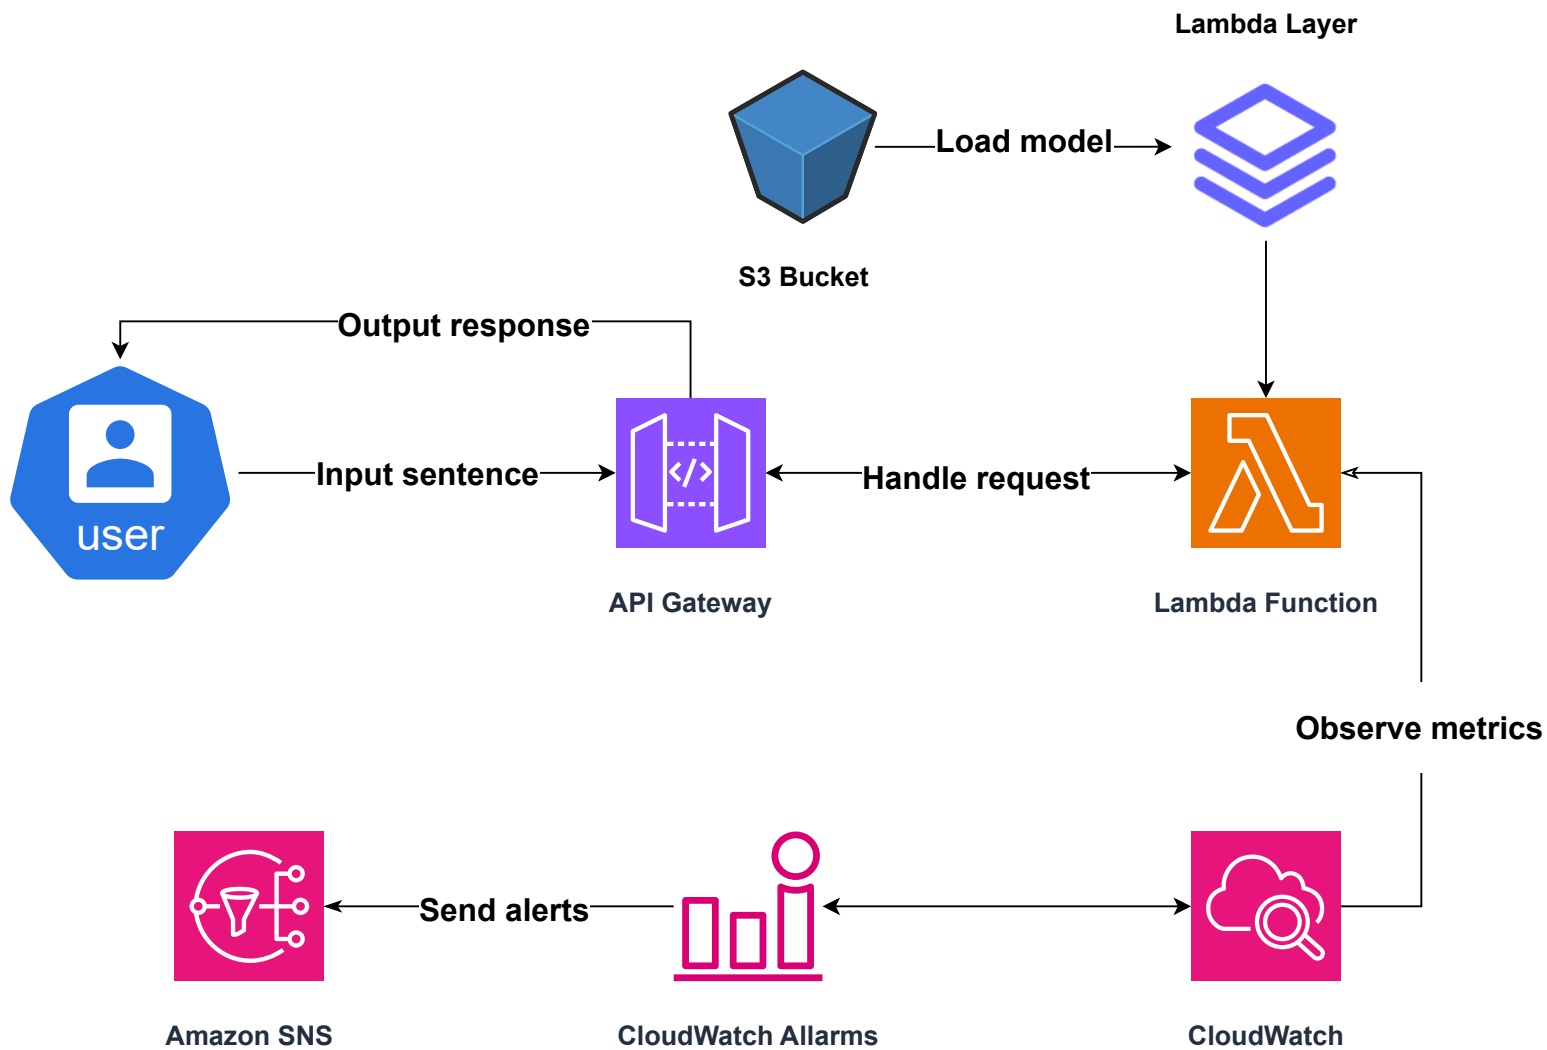 Lambda Layer
Load model
S3 Bucket
Output response
user
Input sentence
</>
Handle request
API Gateway
Lambda Function
Observe metrics
Send alerts
Amazon SNS
CloudWatch Allarms
CloudWatch